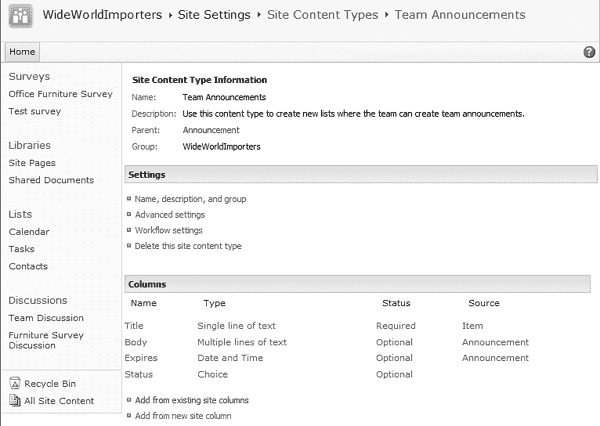 WideWorldImporters ▸ Site Settings ▸ Site Content Types ▸ Team Announcements
Home
Surveys
Office Furniture Survey
Test survey
Libraries
Site Pages
Shared Documents
Lists
Calendar
Tasks
Contacts
Discussions
Team Discussion
Furniture Survey
Discussion
Recycle Bin
All Site Content
Site Content Type Information
Name: Team Announcements
Description: Use this content type to create new lists where the team can create team announcements.
Parent: Announcement
Group: WideWorldImporters
Settings
Name, description, and group
Advanced settings
Workflow settings
Delete this site content type
Columns
Name Type Status Source
Title Single line of text Required Item
Body Multiple lines of text Optional Announcement
Expires Date and Time Optional Announcement
Status Choice Optional
Add from existing site columns
Add from new site column